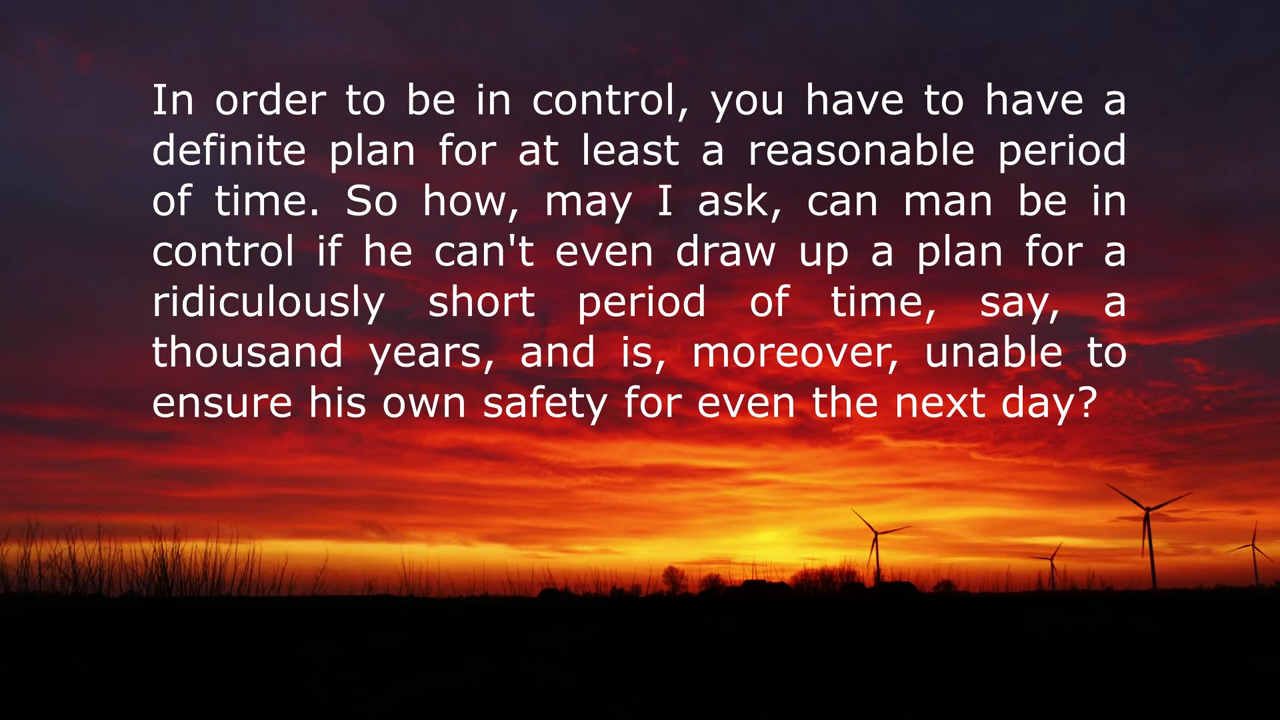 In order to be in control, you have to have a
definite plan for at least a reasonable period
of time. So how, may I ask, can man be in
control if he can't even draw up a plan for a
ridiculously short period of time, say, a
thousand years, and is, moreover, unable to
ensure his own safety for even the next day?